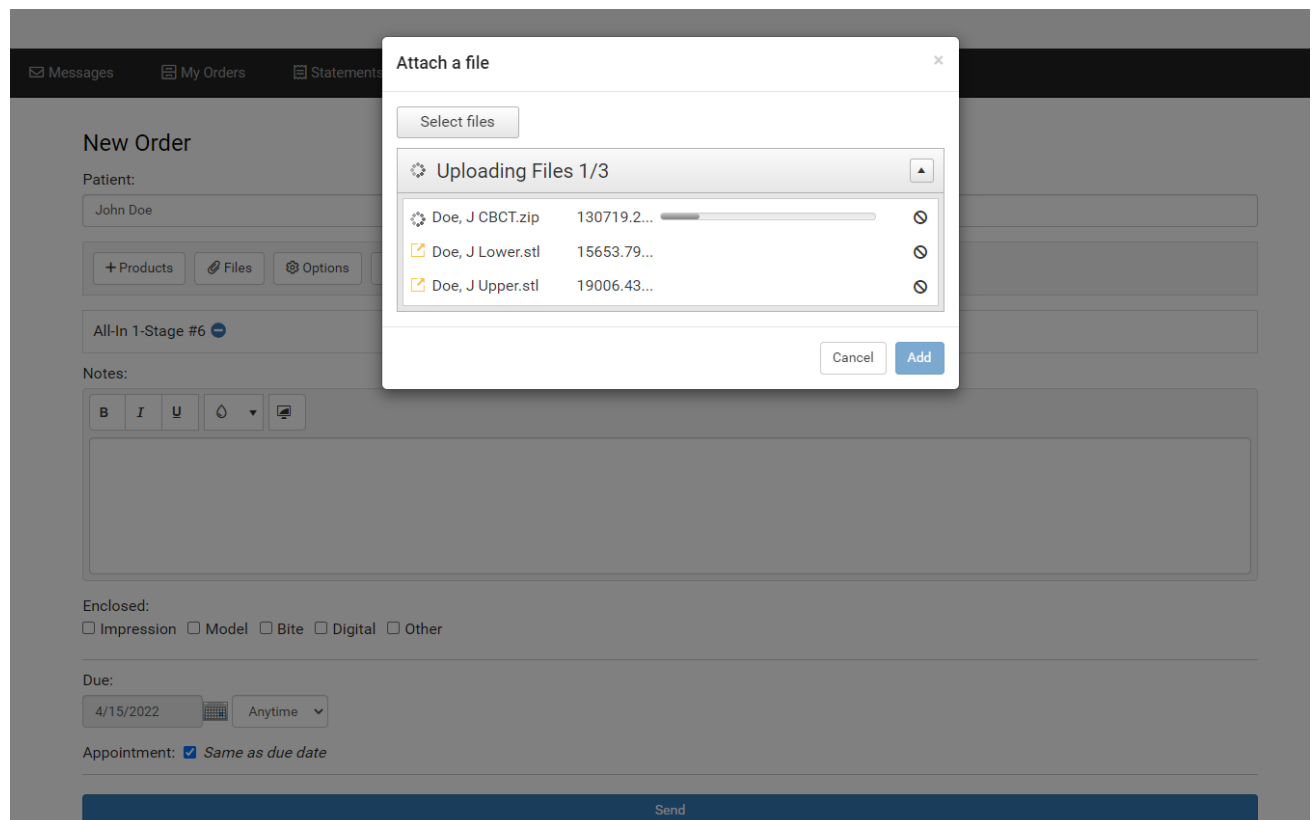 Messages My Orders Statements
Attach a file ×
Select files
Uploading Files 1/3
Doe, J CBCT.zip 130719.2...
Doe, J Lower.stl 15653.79...
Doe, J Upper.stl 19006.43...
Cancel Add
New Order
Patient:
John Doe
+ Products Files Options
All-In 1-Stage #6
Notes:
B I U
Enclosed:
Impression Model Bite Digital Other
Due:
4/15/2022 Anytime
Appointment: Same as due date
Send